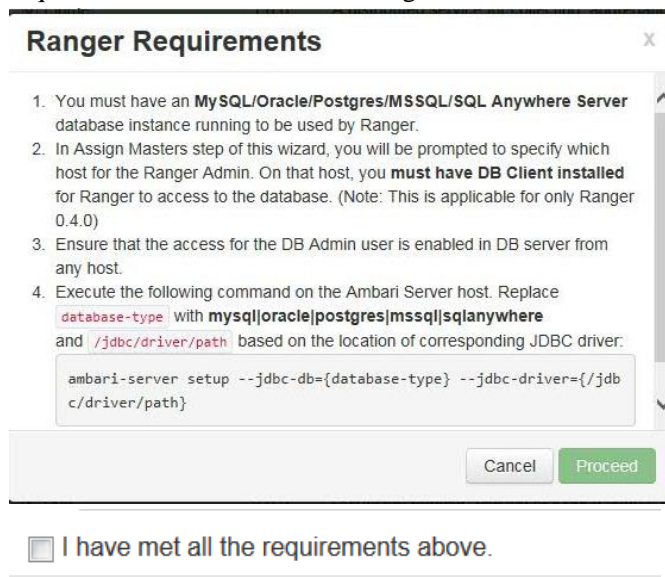 Ranger Requirements
X
1. You must have an MySQL/Oracle/Postgres/MSSQL/SQL Anywhere Server
database instance running to be used by Ranger.
2. In Assign Masters step of this wizard, you will be prompted to specify which
host for the Ranger Admin. On that host, you must have DB Client installed
for Ranger to access to the database. (Note: This is applicable for only Ranger
0.4.0)
3. Ensure that the access for the DB Admin user is enabled in DB server from
any host.
4. Execute the following command on the Ambari Server host. Replace
database-type with mysql|oracle|postgres|mssql|sqlanywhere
and /jdbc/driver/path based on the location of corresponding JDBC driver:
ambari-server setup --jdbc-db={database-type} --jdbc-driver={/jdb
c/driver/path}
Cancel Proceed
I have met all the requirements above.